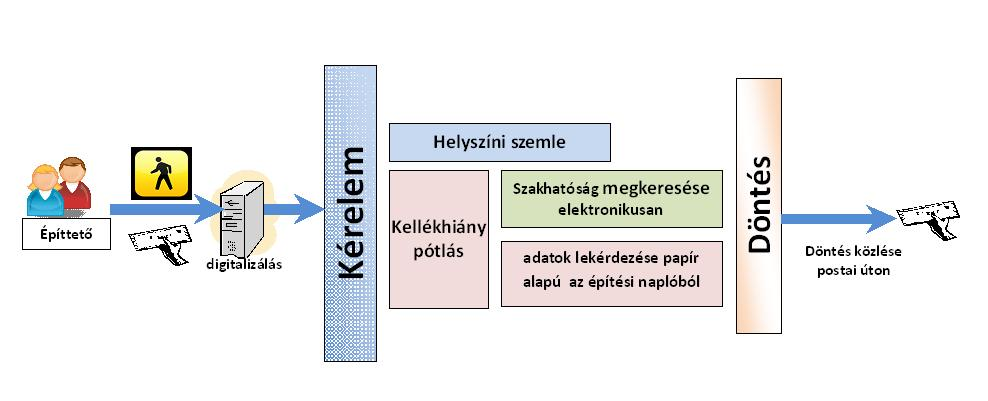 Építtető
digitalizálás
Kérelem
Helyszíni szemle
Kellékhiány
pótlás
Szakhatóság megkeresése
elektronikusan
adatok lekérdezése papír
alapú az építési naplóból
Döntés
Döntés közlése
postai úton